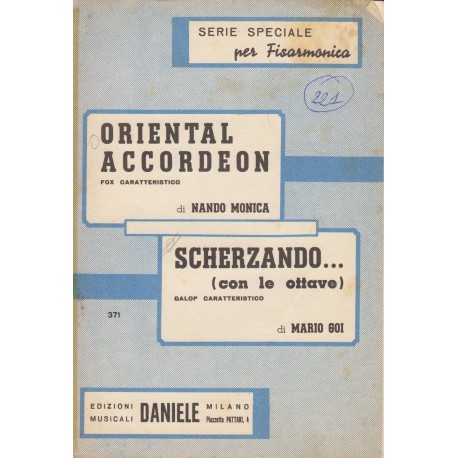 SERIE SPECIALE
per Fisarmonica
221
ORIENTAL
ACCORDEON
FOX CARATTERISTICO
di NANDO MONICA
SCHERZANDO...
(con le ottave)
GALOP CARATTERISTICO
371
di MARIO GOI
EDIZIONI MUSICALI DANIELE MILANO
Piazzetta PATTARI, 4